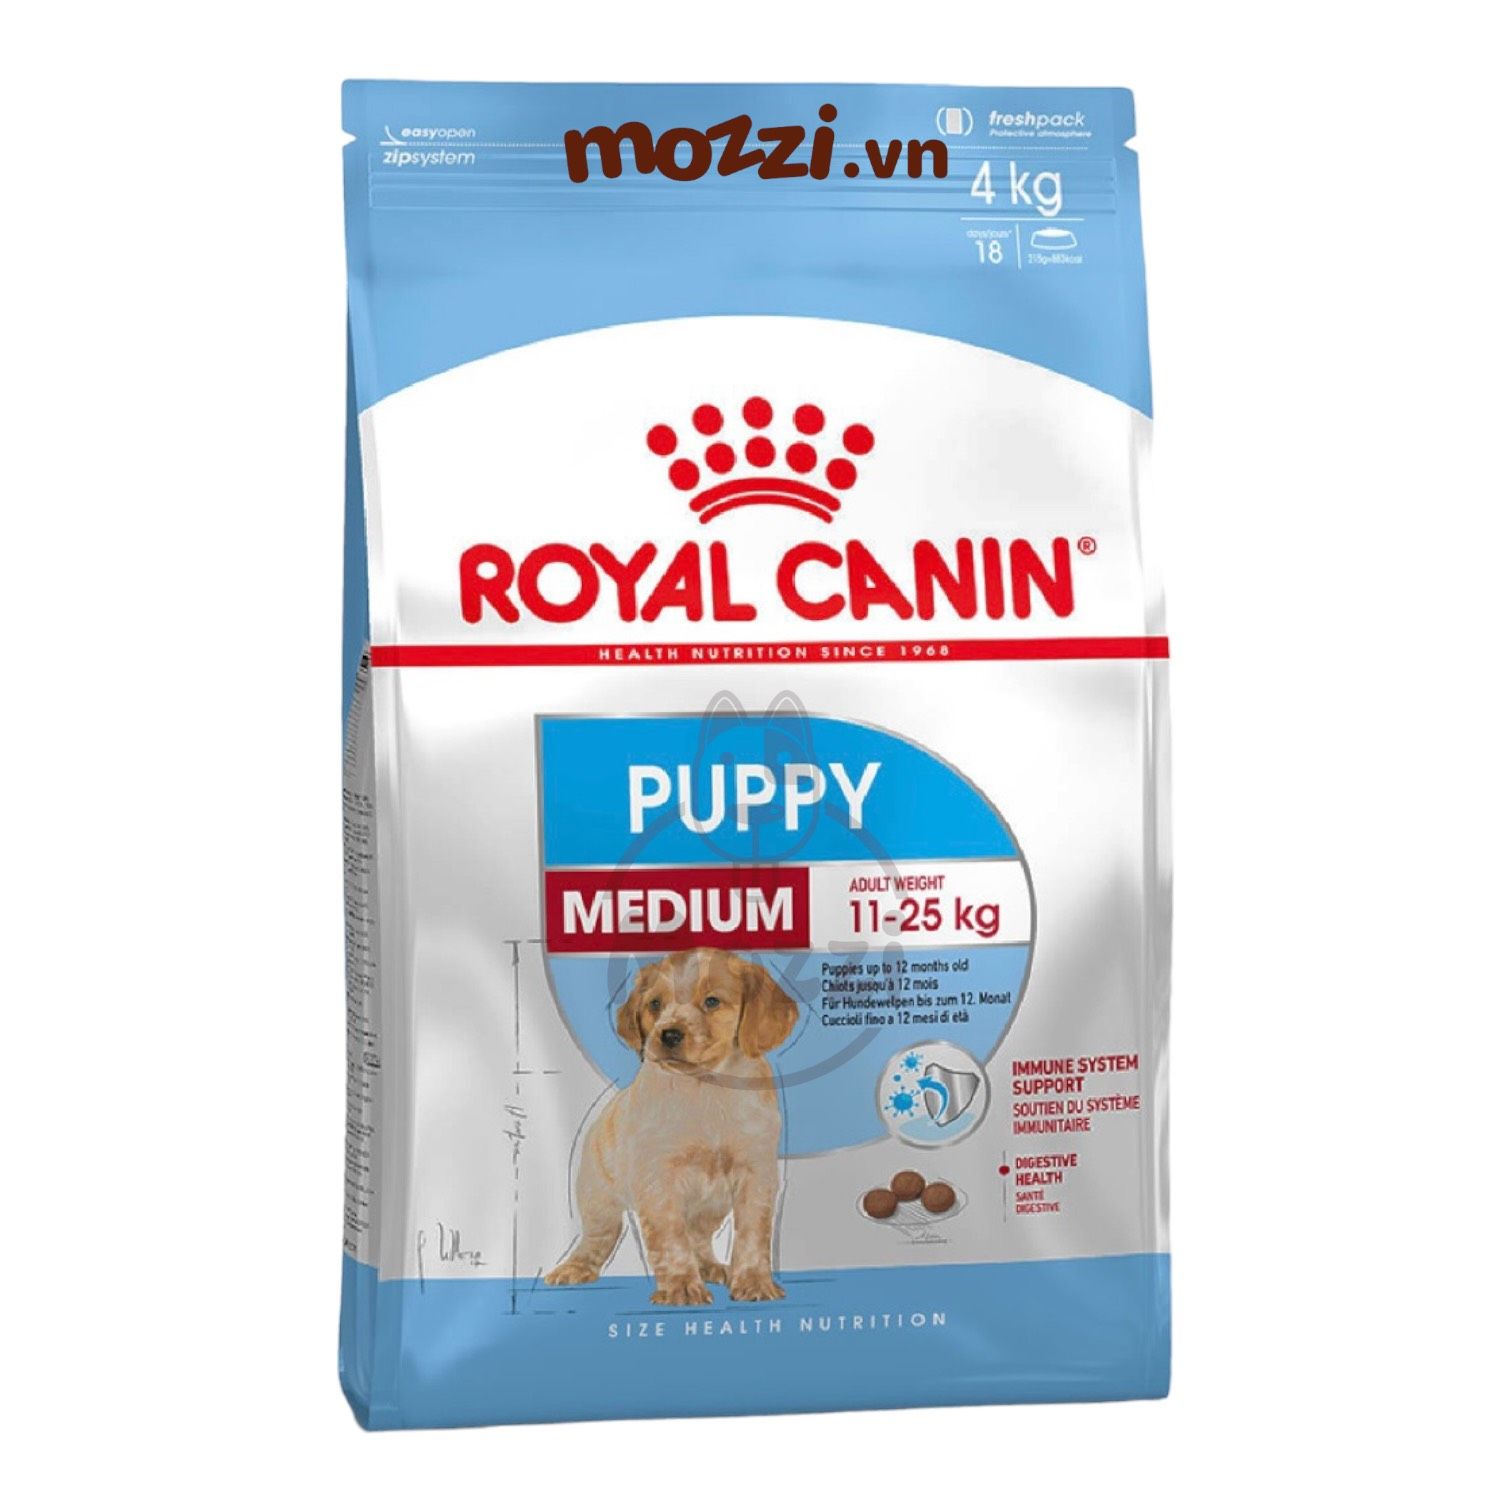 easyopen
zipsystem
mozzi.vn
freshpack
Protective atmosphere
4 kg
days/jours*
18
ROYAL CANIN®
HEALTH NUTRITION SINCE 1968
PUPPY
MEDIUM
ADULT WEIGHT
11-25 kg
Mozzi
Puppies up to 12 months old
Chiots jusqu'à 12 mois
Für Hundewelpen bis zum 12. Monat
Cuccioli fino a 12 mesi di età
IMMUNE SYSTEM
SUPPORT
SOUTIEN DU SYSTÈME
IMMUNITAIRE
DIGESTIVE
HEALTH
SANTÉ
DIGESTIVE
SIZE HEALTH NUTRITION